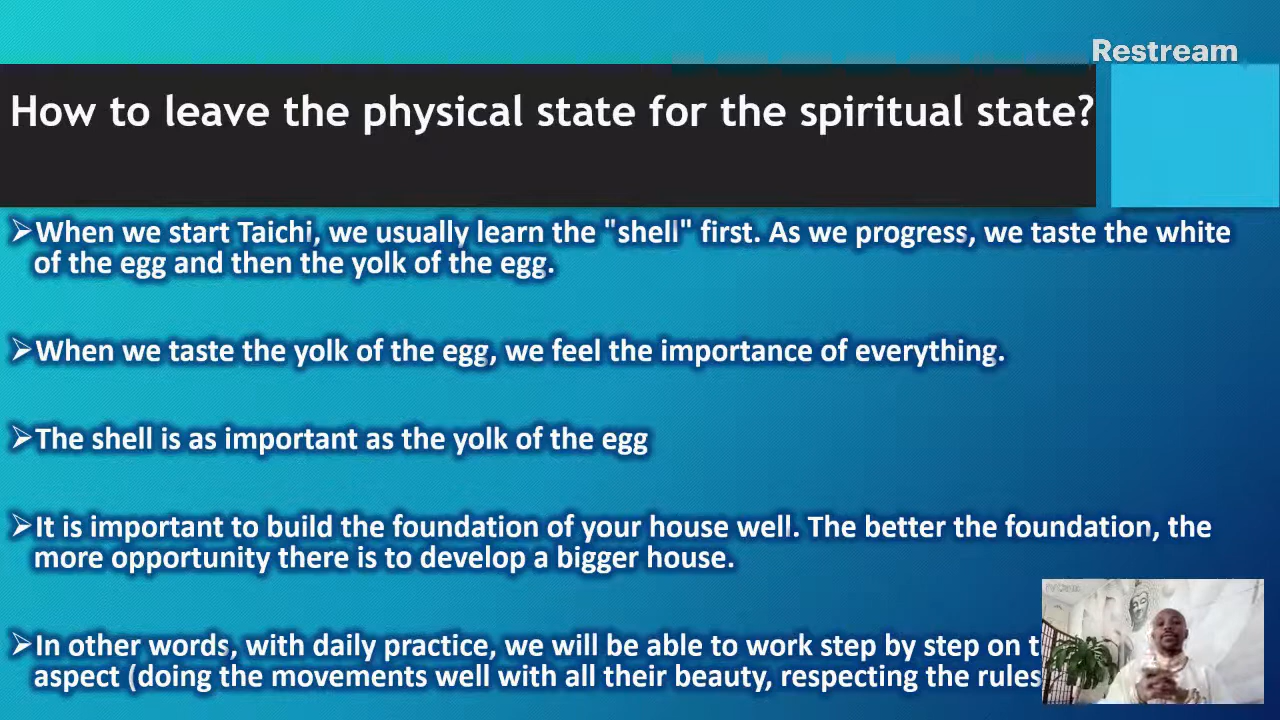 Restream
How to leave the physical state for the spiritual state?
➢When we start Taichi, we usually learn the "shell" first. As we progress, we taste the white
of the egg and then the yolk of the egg.
➢When we taste the yolk of the egg, we feel the importance of everything.
➢The shell is as important as the yolk of the egg
➢It is important to build the foundation of your house well. The better the foundation, the
more opportunity there is to develop a bigger house.
➢In other words, with daily practice, we will be able to work step by step on
aspect (doing the movements well with all their beauty, respecting the rules